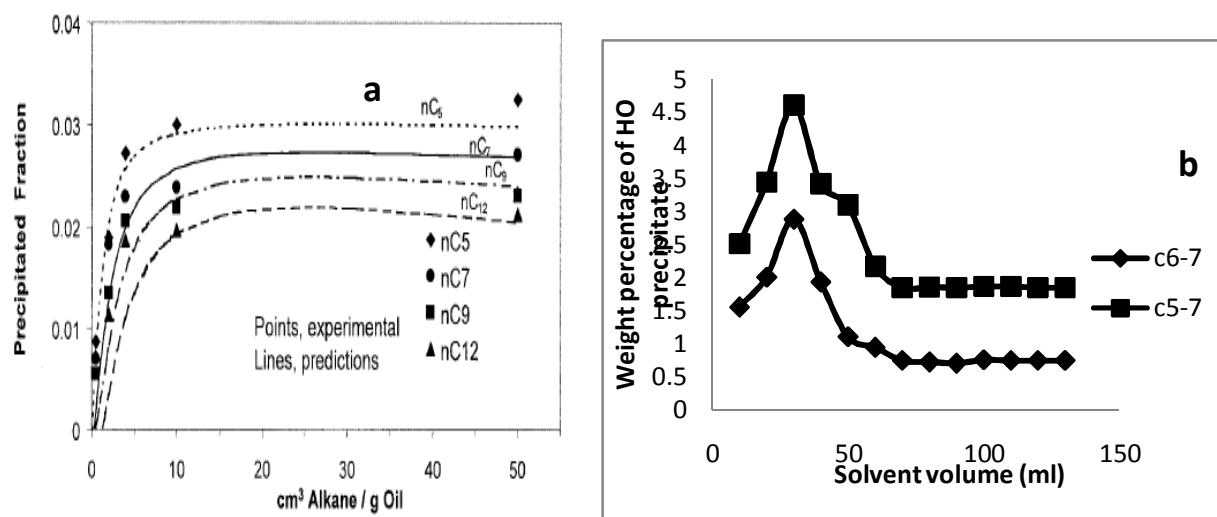 0.04
0.03
0.02
0.01
0
Precipitated Fraction
a
nC5
nC7
nC9
nC12
nC5
nC7
nC9
nC12
Points, experimental
Lines, predictions
0
10
20
30
40
50
cm³ Alkane / g Oil
5
4.5
4
3.5
3
2.5
2
1.5
1
0.5
0
Weight percentage of HO
precipitate
b
c6-7
c5-7
0
50
100
150
Solvent volume (ml)